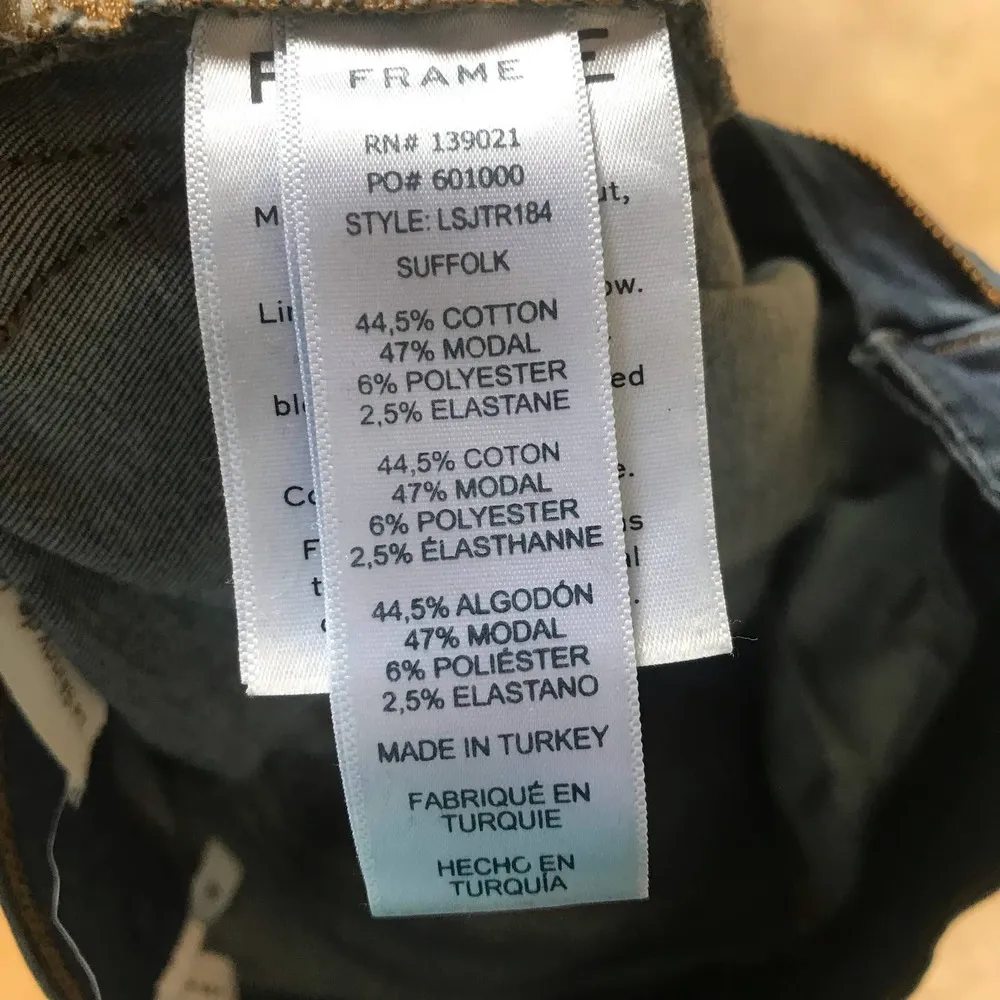 FRAME
RN# 139021
PO# 601000
STYLE: LSJTR184
SUFFOLK
44,5% COTTON
47% MODAL
6% POLYESTER
2,5% ELASTANE
44,5% COTON
47% MODAL
6% POLYESTER
2,5% ÉLASTHANNE
44,5% ALGODÓN
47% MODAL
6% POLIÉSTER
2,5% ELASTANO
MADE IN TURKEY
FABRIQUÉ EN
TURQUIE
HECHO EN
TURQUÍA